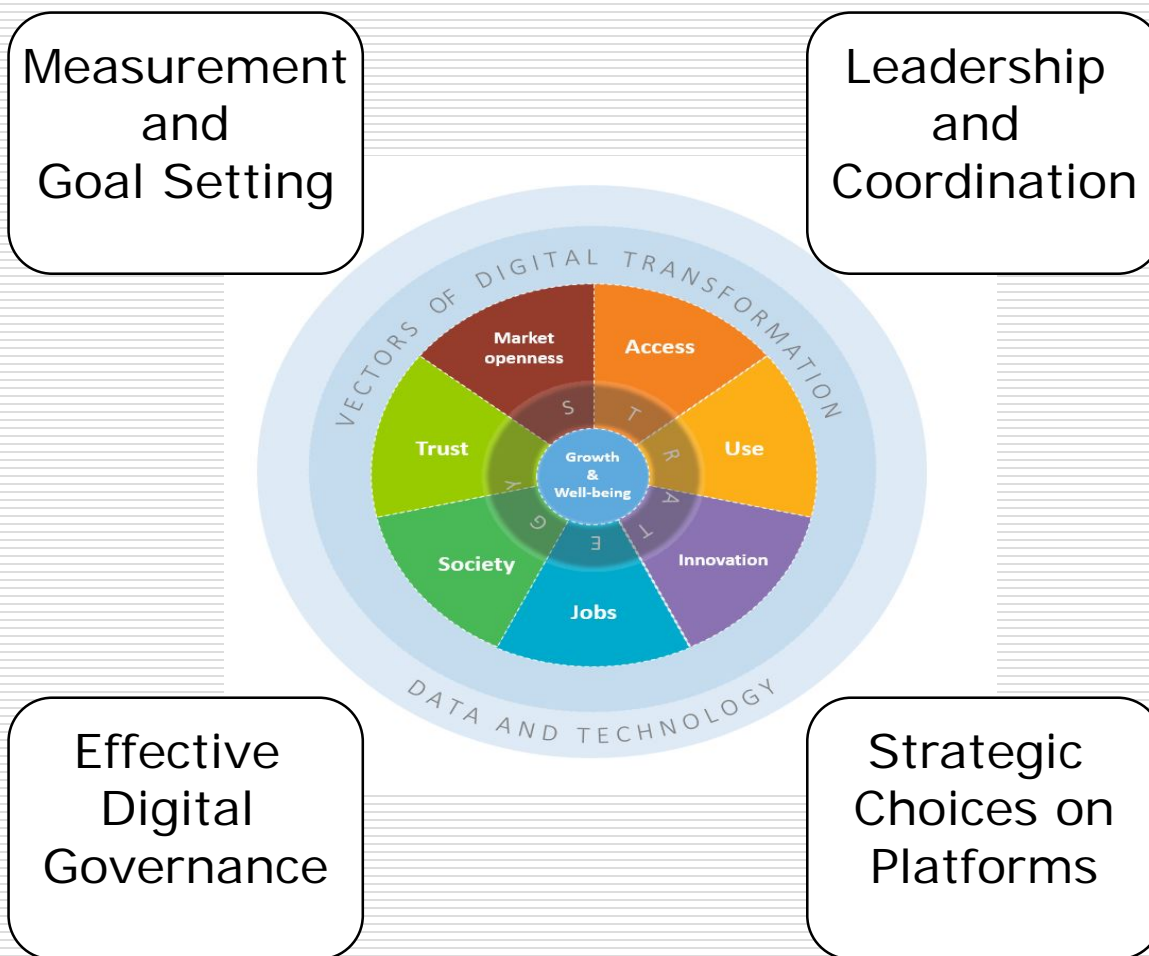 Measurement
and
Goal Setting
Leadership
and
Coordination
VECTORS OF DIGITAL TRANSFORMATION
Market
openness
Access
Trust
Use
Growth
&
Well-being
STRATEGY
Society
Innovation
Jobs
DATA AND TECHNOLOGY
Effective
Digital
Governance
Strategic
Choices on
Platforms